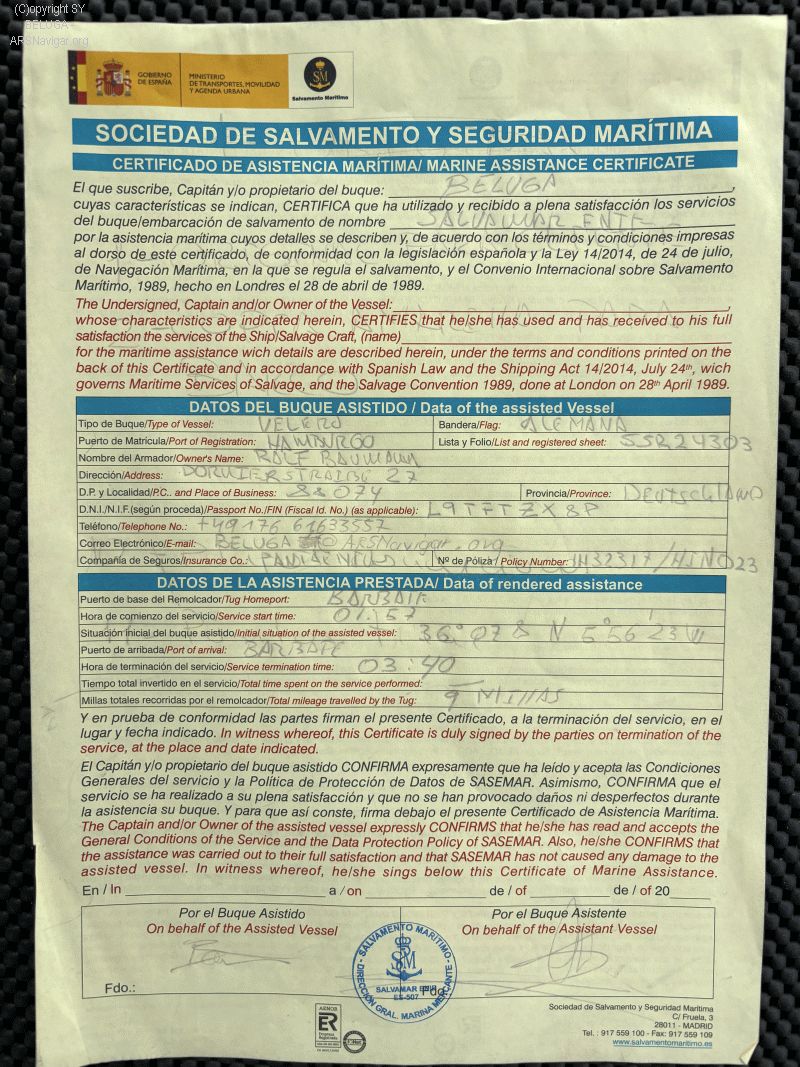 (C)opyright SY
BELUGA -
ARSNavigar.org
GOBIERNO
DE ESPAÑA
MINISTERIO
DE TRANSPORTES, MOVILIDAD
Y AGENDA URBANA
SM
Salvamento Marítimo
SOCIEDAD DE SALVAMENTO Y SEGURIDAD MARÍTIMA
CERTIFICADO DE ASISTENCIA MARÍTIMA/ MARINE ASSISTANCE CERTIFICATE
El que suscribe, Capitán y/o propietario del buque: BELUGA,
cuyas características se indican, CERTIFICA que ha utilizado y recibido a plena satisfacción los servicios
del buque/embarcación de salvamento de nombre SALVAMAR ENIF
por la asistencia marítima cuyos detalles se describen y, de acuerdo con los términos y condiciones impresas
al dorso de este certificado, de conformidad con la legislación española y la Ley 14/2014, de 24 de julio,
de Navegación Marítima, en la que se regula el salvamento, y el Convenio Internacional sobre Salvamento
Marítimo, 1989, hecho en Londres el 28 de abril de 1989.
The Undersigned, Captain and/or Owner of the Vessel:
whose characteristics are indicated herein, CERTIFIES that he/she has used and has received to his full
satisfaction the services of the Ship/Salvage Craft, (name)
for the maritime assistance wich details are described herein, under the terms and conditions printed on the
back of this Certificate and in accordance with Spanish Law and the Shipping Act 14/2014, July 24th, wich
governs Maritime Services of Salvage, and the Salvage Convention 1989, done at London on 28th April 1989.
DATOS DEL BUQUE ASISTIDO / Data of the assisted Vessel
Tipo de Buque/Type of Vessel: VELERO Bandera/Flag: ALEMANA
Puerto de Matrícula/Port of Registration: HAMBURGO Lista y Folio/List and registered sheet: SSR24303
Nombre del Armador/Owner's Name: RALF BAUMANN
Dirección/Address: DORNIERSTRAßE 27
D.P. y Localidad/P.C.. and Place of Business: 88074 Provincia/Province: DEUTSCHLAND
D.N.I./N.I.F.(según proceda)/Passport No./FIN (Fiscal Id. No.) (as applicable): L9TFTZX8P
Teléfono/Telephone No.: +49176 61633557
Correo Electrónico/E-mail: BELUGA @ ARSNavigar.org
Compañía de Seguros/Insurance Co.: PANTAENIUS Nº de Póliza / Policy Number: IH32317/HINO23
DATOS DE LA ASISTENCIA PRESTADA/ Data of rendered assistance
Puerto de base del Remolcador/Tug Homeport: BARBATE
Hora de comienzo del servicio/Service start time: 01:57
Situación inicial del buque asistido/Initial situation of the assisted vessel: 36º 07 8 N 5º56 23 W
Puerto de arribada/Port of arrival: BARBATE
Hora de terminación del servicio/Service termination time: 03:40
Tiempo total invertido en el servicio/Total time spent on the service performed:
Millas totales recorridas por el remolcador/Total mileage travelled by the Tug: 9 MILLAS
Y en prueba de conformidad las partes firman el presente Certificado, a la terminación del servicio, en el
lugar y fecha indicado. In witness whereof, this Certificate is duly signed by the parties on termination of the
service, at the place and date indicated.
El Capitán y/o propietario del buque asistido CONFIRMA expresamente que ha leído y acepta las Condiciones
Generales del servicio y la Política de Protección de Datos de SASEMAR. Asimismo, CONFIRMA que el
servicio se ha realizado a su plena satisfacción y que no se han provocado daños ni desperfectos durante
la asistencia su buque. Y para que así conste, firma debajo el presente Certificado de Asistencia Marítima.
The Captain and/or Owner of the assisted vessel expressly CONFIRMS that he/she has read and accepts the
General Conditions of the Service and the Data Protection Policy of SASEMAR. Also, he/she CONFIRMS that
the assistance was carried out to their full satisfaction and that SASEMAR has not caused any damage to the
assisted vessel. In witness whereof, he/she sings below this Certificate of Marine Assistance.
En / In a / on de / of de / of 20
Por el Buque Asistido
On behalf of the Assisted Vessel
Por el Buque Asistente
On behalf of the Assistant Vessel
SALVAMENTO MARÍTIMO
SM
SALVAMAR ENIF
ES-507
DIRECCIÓN GRAL. MARINA MERCANTE
Fdo.:
Fdo
AENOR
ER
Empresa
Registrada
IQNet
Sociedad de Salvamento y Seguridad Marítima
C/ Fruela, 3
28011 - MADRID
Tel. : 917 559 100 - Fax: 917 559 109
www.salvamentomaritimo.es